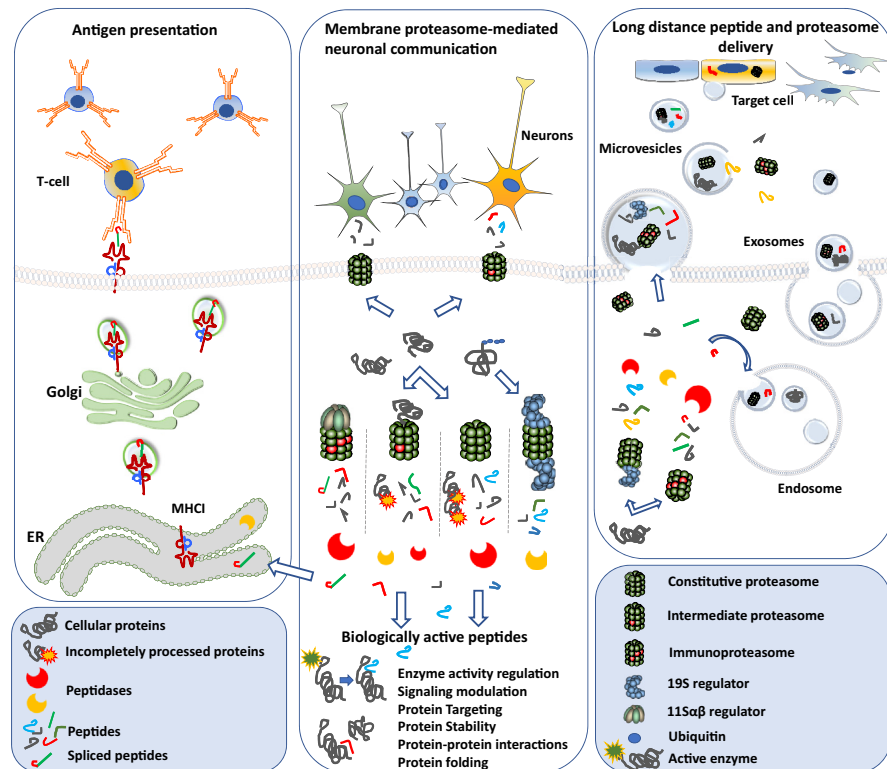 Antigen presentation
T-cell
Golgi
MHCI
ER
Cellular proteins
Incompletely processed proteins
Peptidases
Peptides
Spliced peptides
Membrane proteasome-mediated
neuronal communication
Neurons
Biologically active peptides
Enzyme activity regulation
Signaling modulation
Protein Targeting
Protein Stability
Protein-protein interactions
Protein folding
Long distance peptide and proteasome
delivery
Target cell
Microvesicles
Exosomes
Endosome
Constitutive proteasome
Intermediate proteasome
Immunoproteasome
19S regulator
11Sαβ regulator
Ubiquitin
Active enzyme